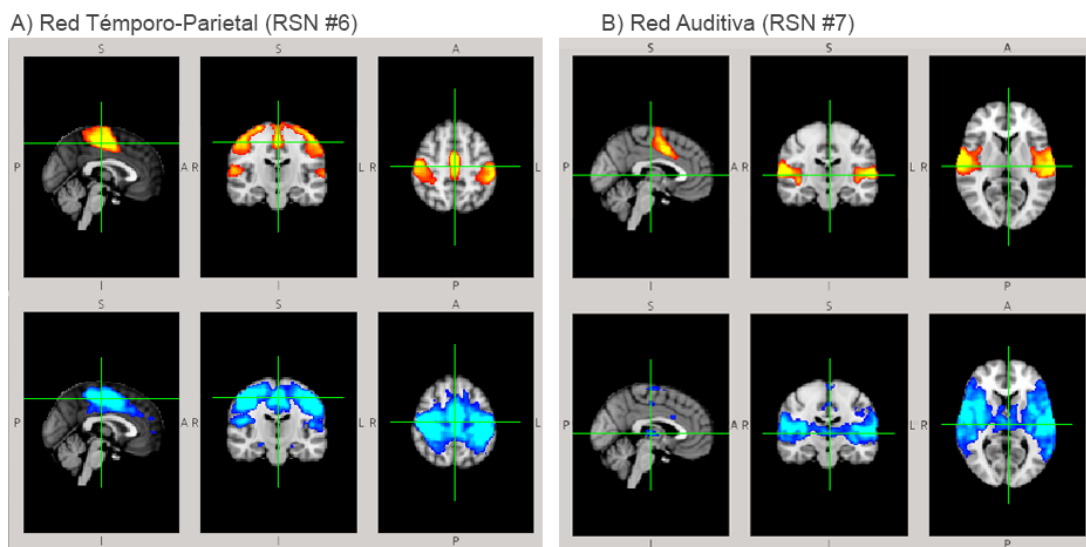 A) Red Témporo-Parietal (RSN #6)
B) Red Auditiva (RSN #7)
S S A
P A R L R L
I I P
S S A
P A R L R L
I I P
S S A
P A R L R L
I I P
S S A
P A R L R L
I I P